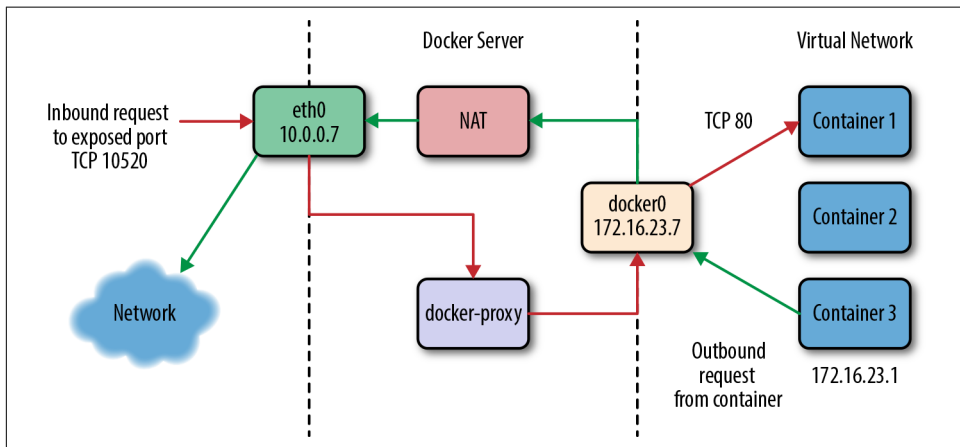 Docker Server
Virtual Network
Inbound request
to exposed port
TCP 10520
eth0
10.0.0.7
NAT
TCP 80
Container 1
docker0
172.16.23.7
Container 2
Network
docker-proxy
Container 3
Outbound
request
from container
172.16.23.1